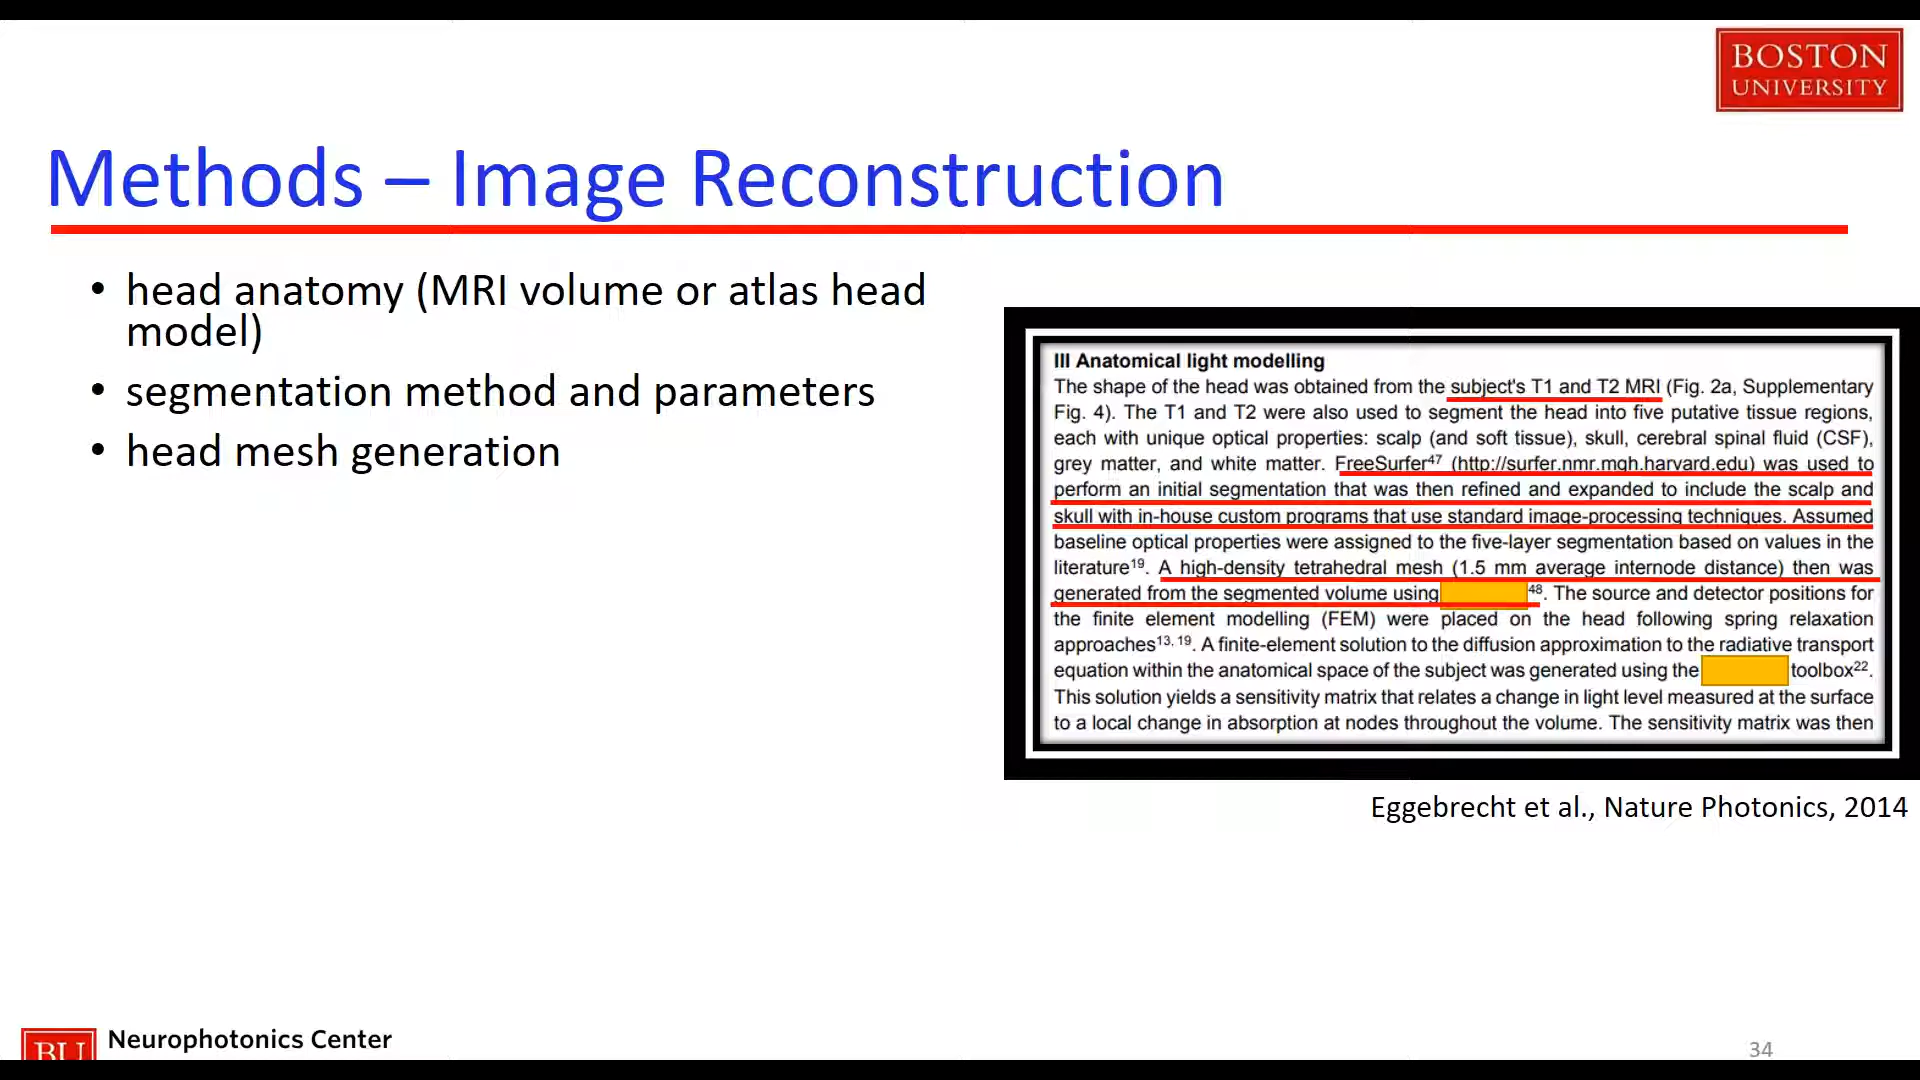 BOSTON
UNIVERSITY
Methods – Image Reconstruction
• head anatomy (MRI volume or atlas head
model)
• segmentation method and parameters
• head mesh generation
III Anatomical light modelling
The shape of the head was obtained from the subject's T1 and T2 MRI (Fig. 2a, Supplementary
Fig. 4). The T1 and T2 were also used to segment the head into five putative tissue regions,
each with unique optical properties: scalp (and soft tissue), skull, cerebral spinal fluid (CSF),
grey matter, and white matter. FreeSurfer47 (http://surfer.nmr.mgh.harvard.edu) was used to
perform an initial segmentation that was then refined and expanded to include the scalp and
skull with in-house custom programs that use standard image-processing techniques. Assumed
baseline optical properties were assigned to the five-layer segmentation based on values in the
literature19. A high-density tetrahedral mesh (1.5 mm average internode distance) then was
generated from the segmented volume using 48. The source and detector positions for
the finite element modelling (FEM) were placed on the head following spring relaxation
approaches13, 19. A finite-element solution to the diffusion approximation to the radiative transport
equation within the anatomical space of the subject was generated using the toolbox22.
This solution yields a sensitivity matrix that relates a change in light level measured at the surface
to a local change in absorption at nodes throughout the volume. The sensitivity matrix was then
Eggebrecht et al., Nature Photonics, 2014
BU
Neurophotonics Center
34